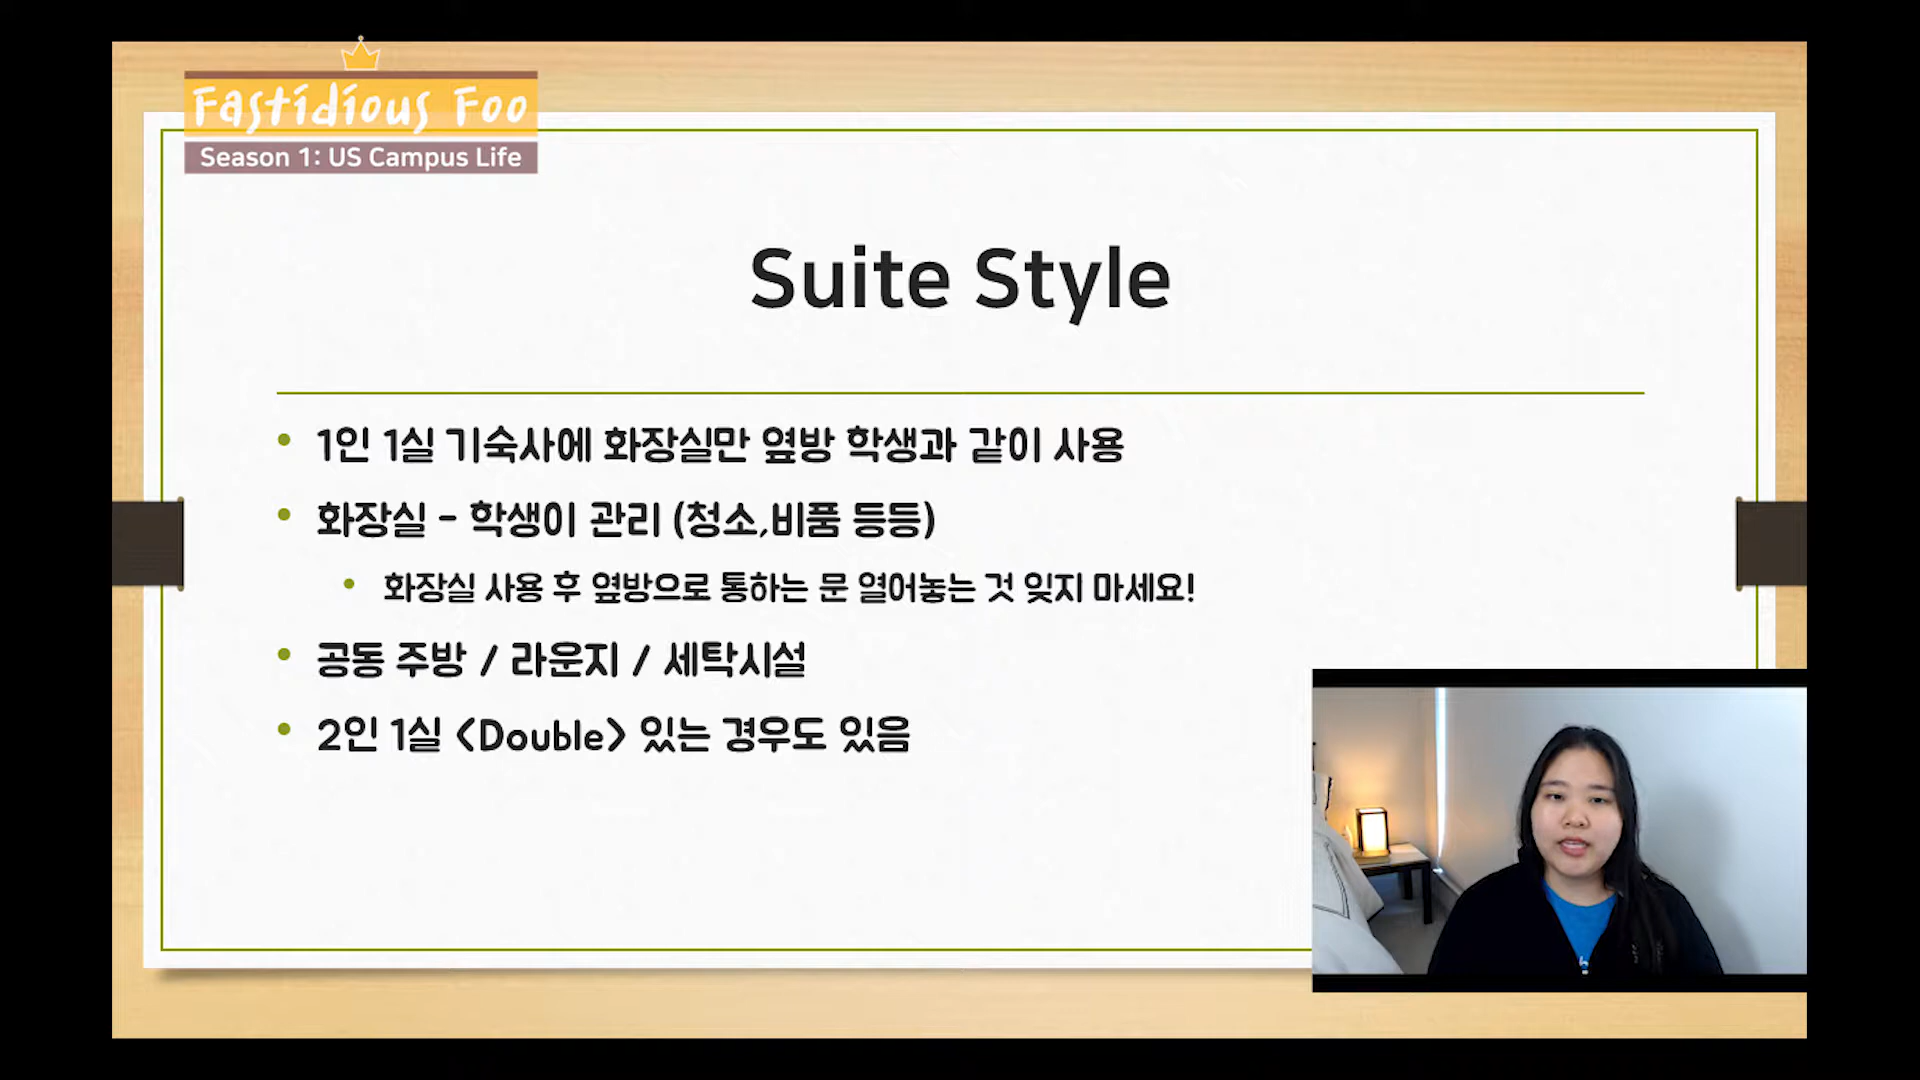 Fastidious Foo
Season 1: US Campus Life
Suite Style
• 1인 1실 기숙사에 화장실만 옆방 학생과 같이 사용
• 화장실 - 학생이 관리 (청소,비품 등등)
• 화장실 사용 후 옆방으로 통하는 문 열어놓는 것 잊지 마세요!
• 공동 주방 / 라운지 / 세탁시설
• 2인 1실 <Double> 있는 경우도 있음